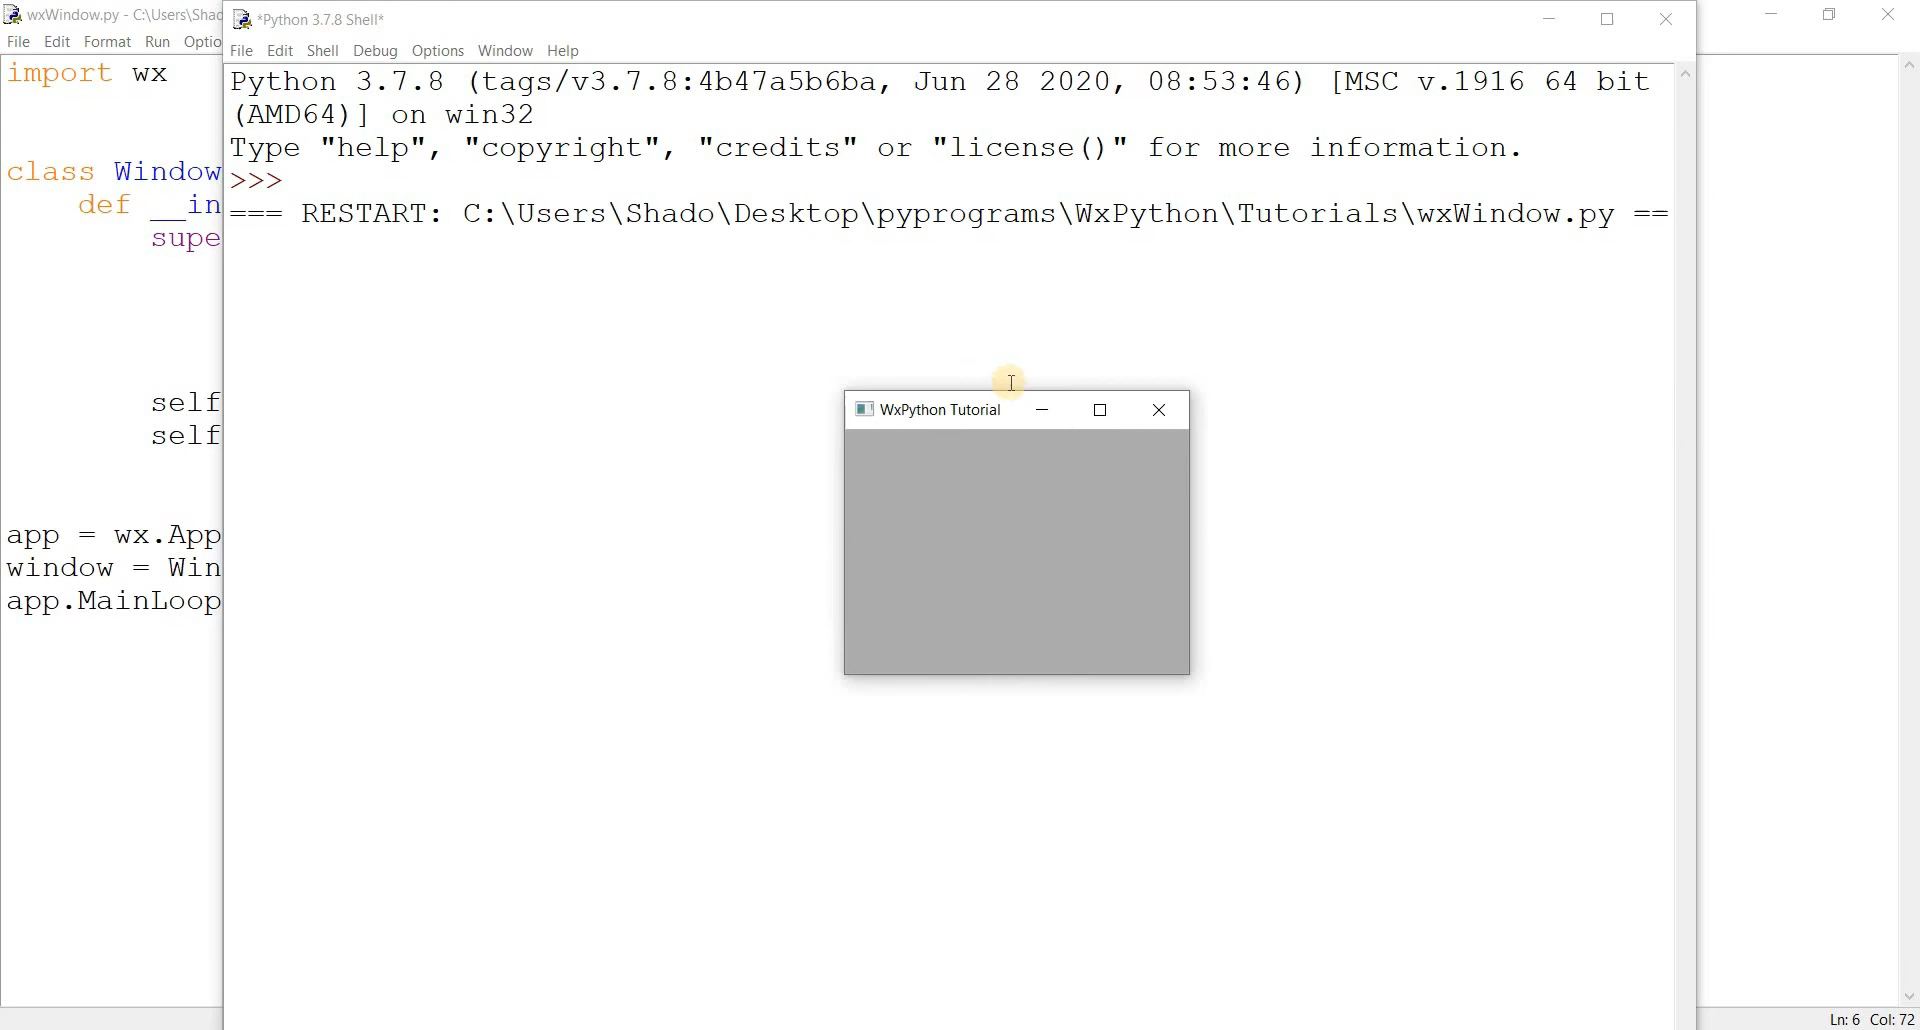 wxWindow.py - C:\Users\Shad
File Edit Format Run Optio
import wx
class Window
def __in
supe
self
self
app = wx.App
window = Win
app.MainLoop
*Python 3.7.8 Shell*
File Edit Shell Debug Options Window Help
Python 3.7.8 (tags/v3.7.8:4b47a5b6ba, Jun 28 2020, 08:53:46) [MSC v.1916 64 bit
(AMD64)] on win32
Type "help", "copyright", "credits" or "license()" for more information.
>>>
=== RESTART: C:\Users\Shado\Desktop\pyprograms\WxPython\Tutorials\wxWindow.py ==
WxPython Tutorial
Ln: 6 Col: 72